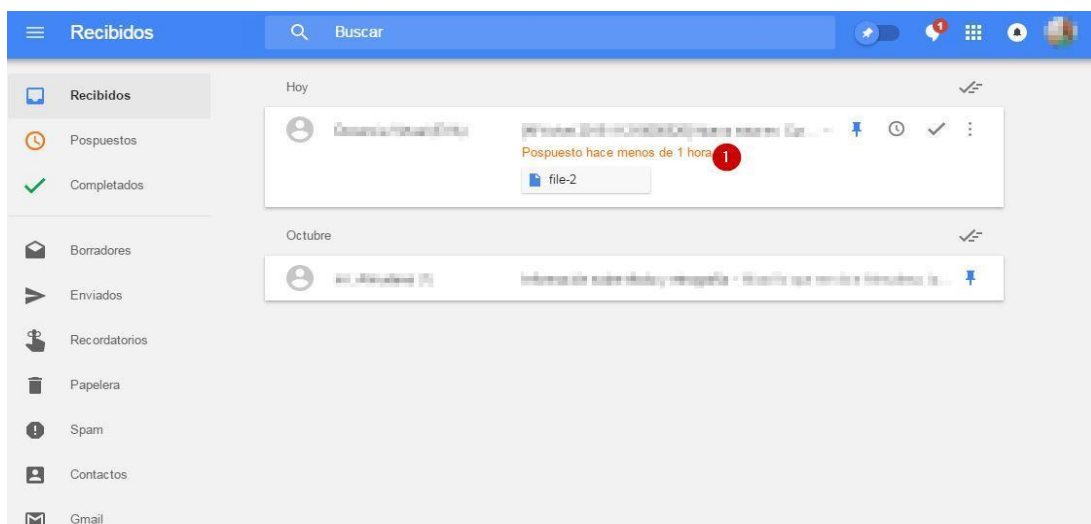 Recibidos
Buscar
1
Recibidos
Pospuestos
Completados
Borradores
Enviados
Recordatorios
Papelera
Spam
Contactos
Gmail
Hoy
Pospuesto hace menos de 1 hora
1
file-2
Octubre